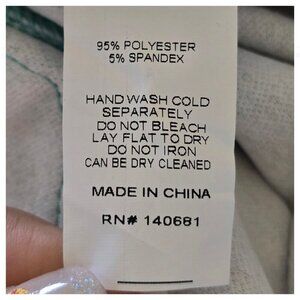 95% POLYESTER
5% SPANDEX
HAND WASH COLD
SEPARATELY
DO NOT BLEACH
LAY FLAT TO DRY
DO NOT IRON
CAN BE DRY CLEANED
MADE IN CHINA
RN# 140681